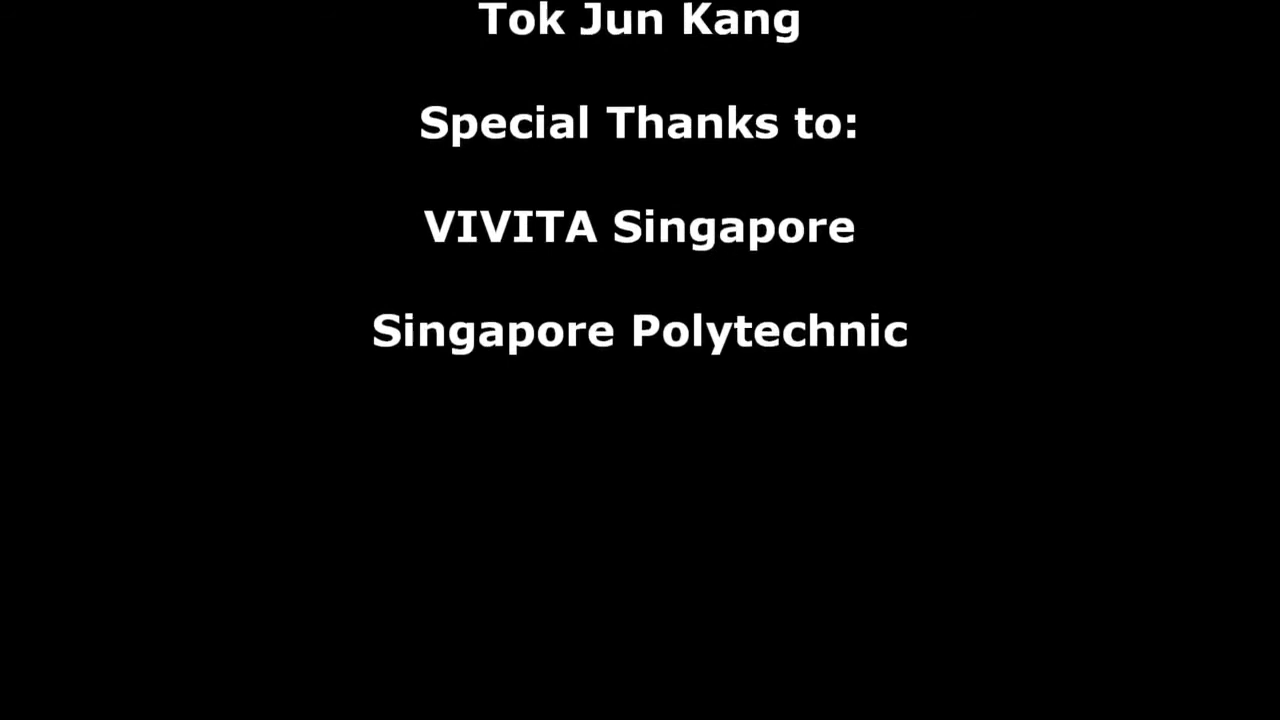 Tok Jun Kang
Special Thanks to:
VIVITA Singapore
Singapore Polytechnic